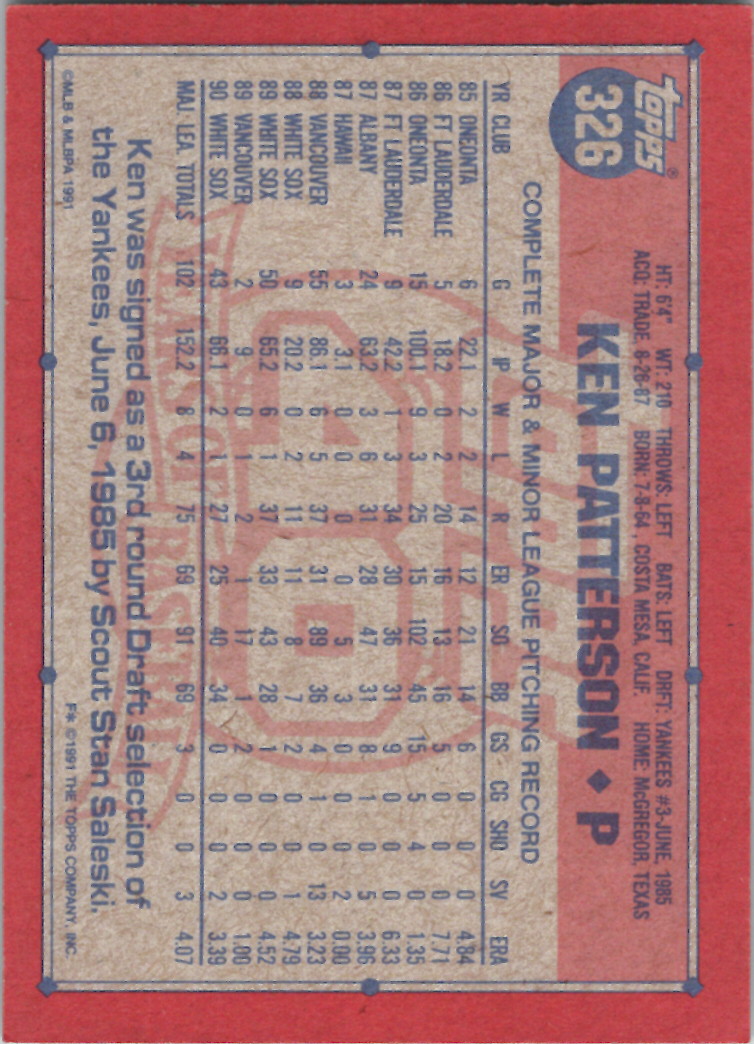 topps®
326
HT: 6'4" WT: 210 THROWS: LEFT BATS: LEFT DRFT: YANKEES #3-JUNE, 1985
ACQ: TRADE, 8-26-87 BORN: 7-8-64, COSTA MESA, CALIF. HOME: McGREGOR, TEXAS
KEN PATTERSON ♦ P
COMPLETE MAJOR & MINOR LEAGUE PITCHING RECORD
YR CLUB G IP W L R ER SO BB GS CG SHO SV ERA
85 ONEONTA 6 22.1 2 2 14 12 21 14 6 0 0 0 4.84
86 FT LAUDERDALE 5 18.2 0 2 20 16 13 16 5 0 0 0 7.71
86 ONEONTA 15 100.1 9 3 25 15 102 45 15 5 4 0 1.35
87 FT LAUDERDALE 9 42.2 1 3 34 30 36 31 9 0 0 0 6.33
87 ALBANY 24 63.2 3 6 31 28 47 31 8 1 0 5 3.96
87 HAWAII 3 3.1 0 0 0 0 5 3 0 0 0 2 0.00
88 VANCOUVER 55 86.1 6 5 37 31 89 36 4 1 0 13 3.23
88 WHITE SOX 9 20.2 0 2 11 11 8 7 2 0 0 1 4.79
89 WHITE SOX 50 65.2 6 1 37 33 43 28 1 0 0 0 4.52
89 VANCOUVER 2 9 0 1 2 1 17 1 2 0 0 0 1.00
90 WHITE SOX 43 66.1 2 1 27 25 40 34 0 0 0 2 3.39
MAJ. LEA. TOTALS 102 152.2 8 4 75 69 91 69 3 0 0 3 4.07
40
YEARS OF BASEBALL
Ken was signed as a 3rd round Draft selection of
the Yankees, June 6, 1985 by Scout Stan Saleski.
©MLB & MLBPA 1991
F* ©1991 THE TOPPS COMPANY, INC.